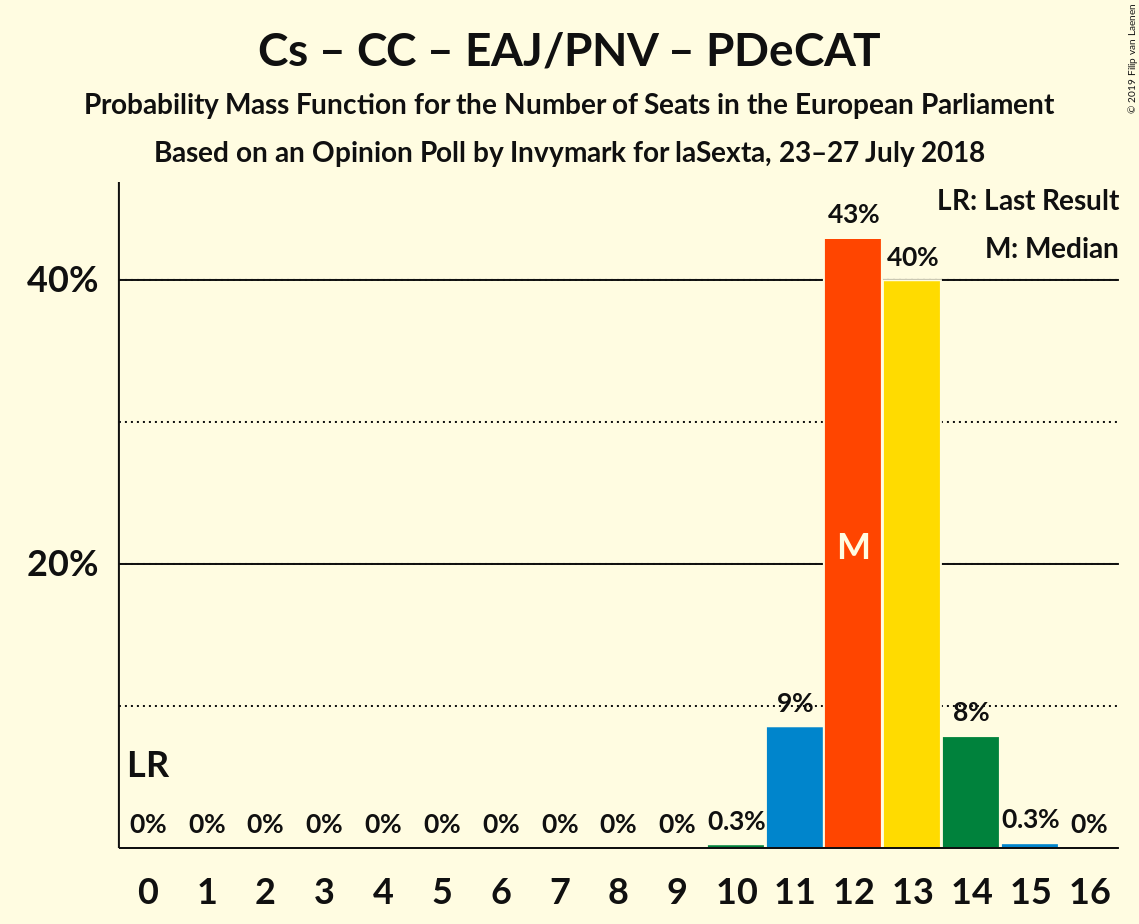 Cs – CC – EAJ/PNV – PDeCAT
Probability Mass Function for the Number of Seats in the European Parliament
Based on an Opinion Poll by Invymark for laSexta, 23–27 July 2018
© 2019 Filip van Laenen
LR: Last Result
M: Median
43%
40%
40%
M
20%
9%
8%
LR
0% 0% 0% 0% 0% 0% 0% 0% 0% 0% 0.3% 0.3% 0%
0 1 2 3 4 5 6 7 8 9 10 11 12 13 14 15 16